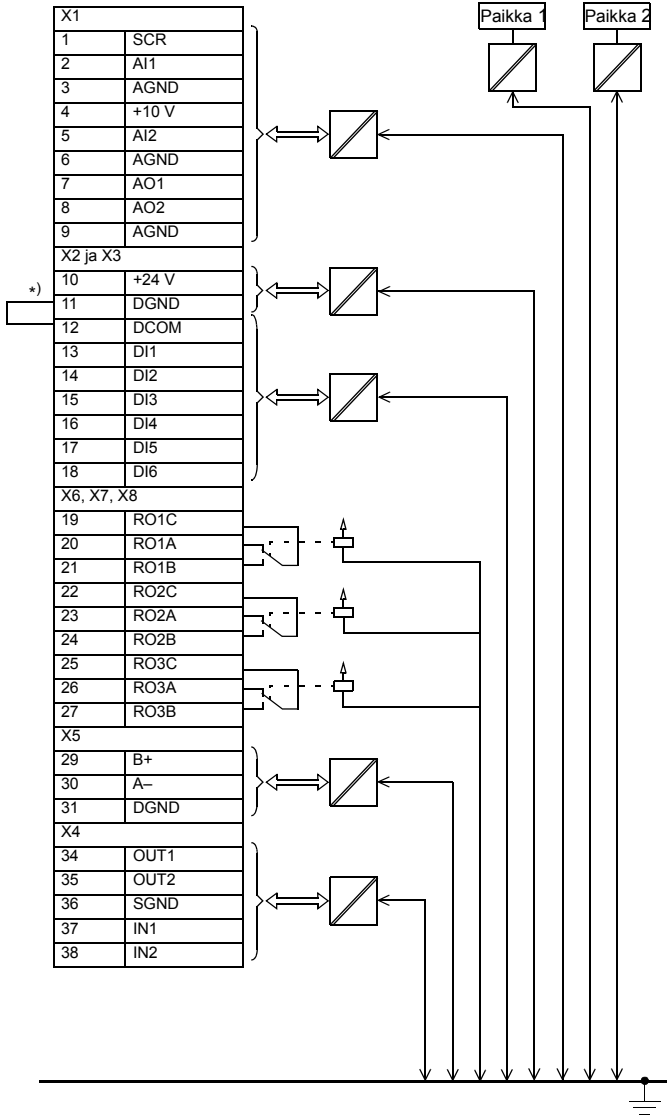 Paikka 1 Paikka 2
X1
1 SCR
2 AI1
3 AGND
4 +10 V
5 AI2
6 AGND
7 AO1
8 AO2
9 AGND
X2 ja X3
*)
10 +24 V
11 DGND
12 DCOM
13 DI1
14 DI2
15 DI3
16 DI4
17 DI5
18 DI6
X6, X7, X8
19 RO1C
20 RO1A
21 RO1B
22 RO2C
23 RO2A
24 RO2B
25 RO3C
26 RO3A
27 RO3B
X5
29 B+
30 A–
31 DGND
X4
34 OUT1
35 OUT2
36 SGND
37 IN1
38 IN2